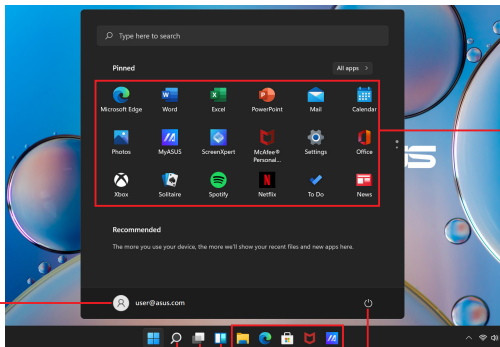 Type here to search
Pinned
All apps >
Microsoft Edge
Word
Excel
PowerPoint
Mail
Calendar
Photos
MyASUS
ScreenXpert
McAfee®
Personal...
Settings
Office
Xbox
Solitaire
Spotify
Netflix
To Do
News
Recommended
The more you use your device, the more we'll show your recent files and new apps here.
user@asus.com